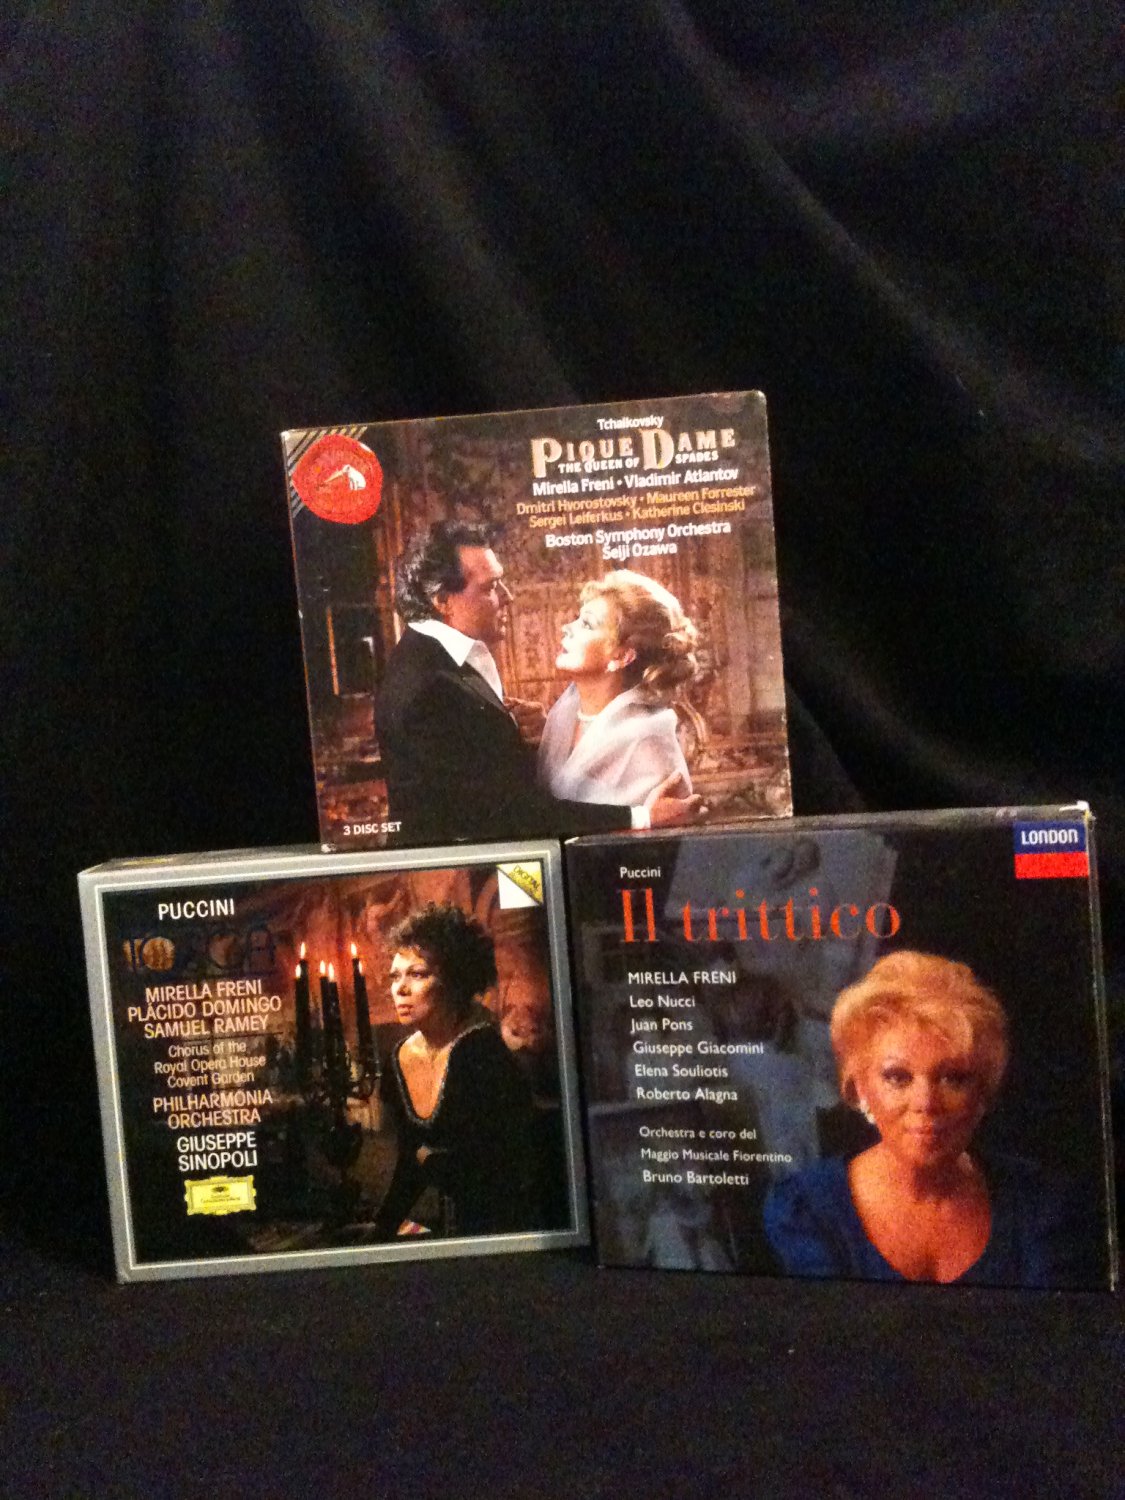 Tchaikovsky
PIQUE DAME
THE QUEEN OF SPADES
Mirella Freni • Vladimir Atlantov
Dmitri Hvorostovsky • Maureen Forrester
Sergei Leiferkus • Katherine Ciesinski
Boston Symphony Orchestra
Seiji Ozawa
3 DISC SET
PUCCINI
TOSCA
MIRELLA FRENI
PLÁCIDO DOMINGO
SAMUEL RAMEY
Chorus of the
Royal Opera House
Covent Garden
PHILHARMONIA
ORCHESTRA
GIUSEPPE
SINOPOLI
DIGITAL
LONDON
Puccini
Il trittico
MIRELLA FRENI
Leo Nucci
Juan Pons
Giuseppe Giacomini
Elena Souliotis
Roberto Alagna
Orchestra e coro del
Maggio Musicale Fiorentino
Bruno Bartoletti